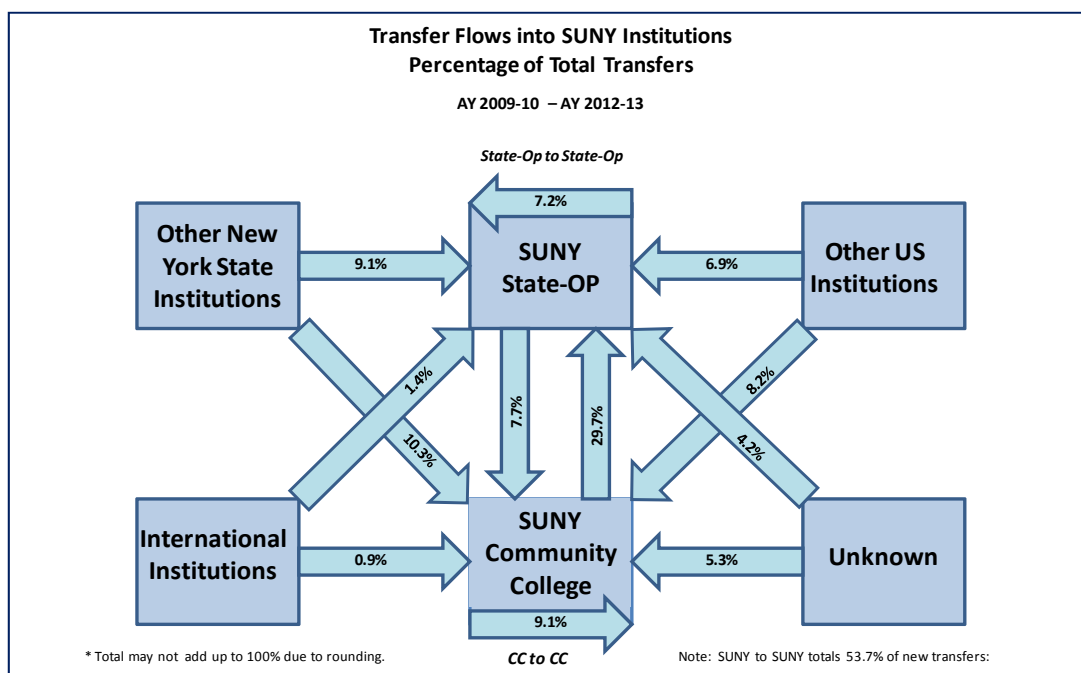 Transfer Flows into SUNY Institutions
Percentage of Total Transfers
AY 2009-10 – AY 2012-13
State-Op to State-Op
7.2%
Other New
York State
Institutions
9.1%
SUNY
State-OP
6.9%
Other US
Institutions
1.4%
10.3%
7.7%
29.7%
8.2%
4.2%
International
Institutions
0.9%
SUNY
Community
College
5.3%
Unknown
9.1%
CC to CC
* Total may not add up to 100% due to rounding.
Note: SUNY to SUNY totals 53.7% of new transfers: